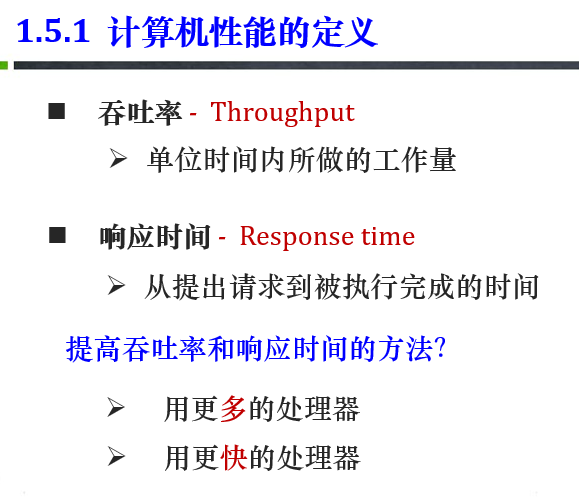 1.5.1 计算机性能的定义
■ 吞吐率 - Throughput
➢ 单位时间内所做的工作量
■ 响应时间 - Response time
➢ 从提出请求到被执行完成的时间
提高吞吐率和响应时间的方法?
➢ 用更多的处理器
➢ 用更快的处理器